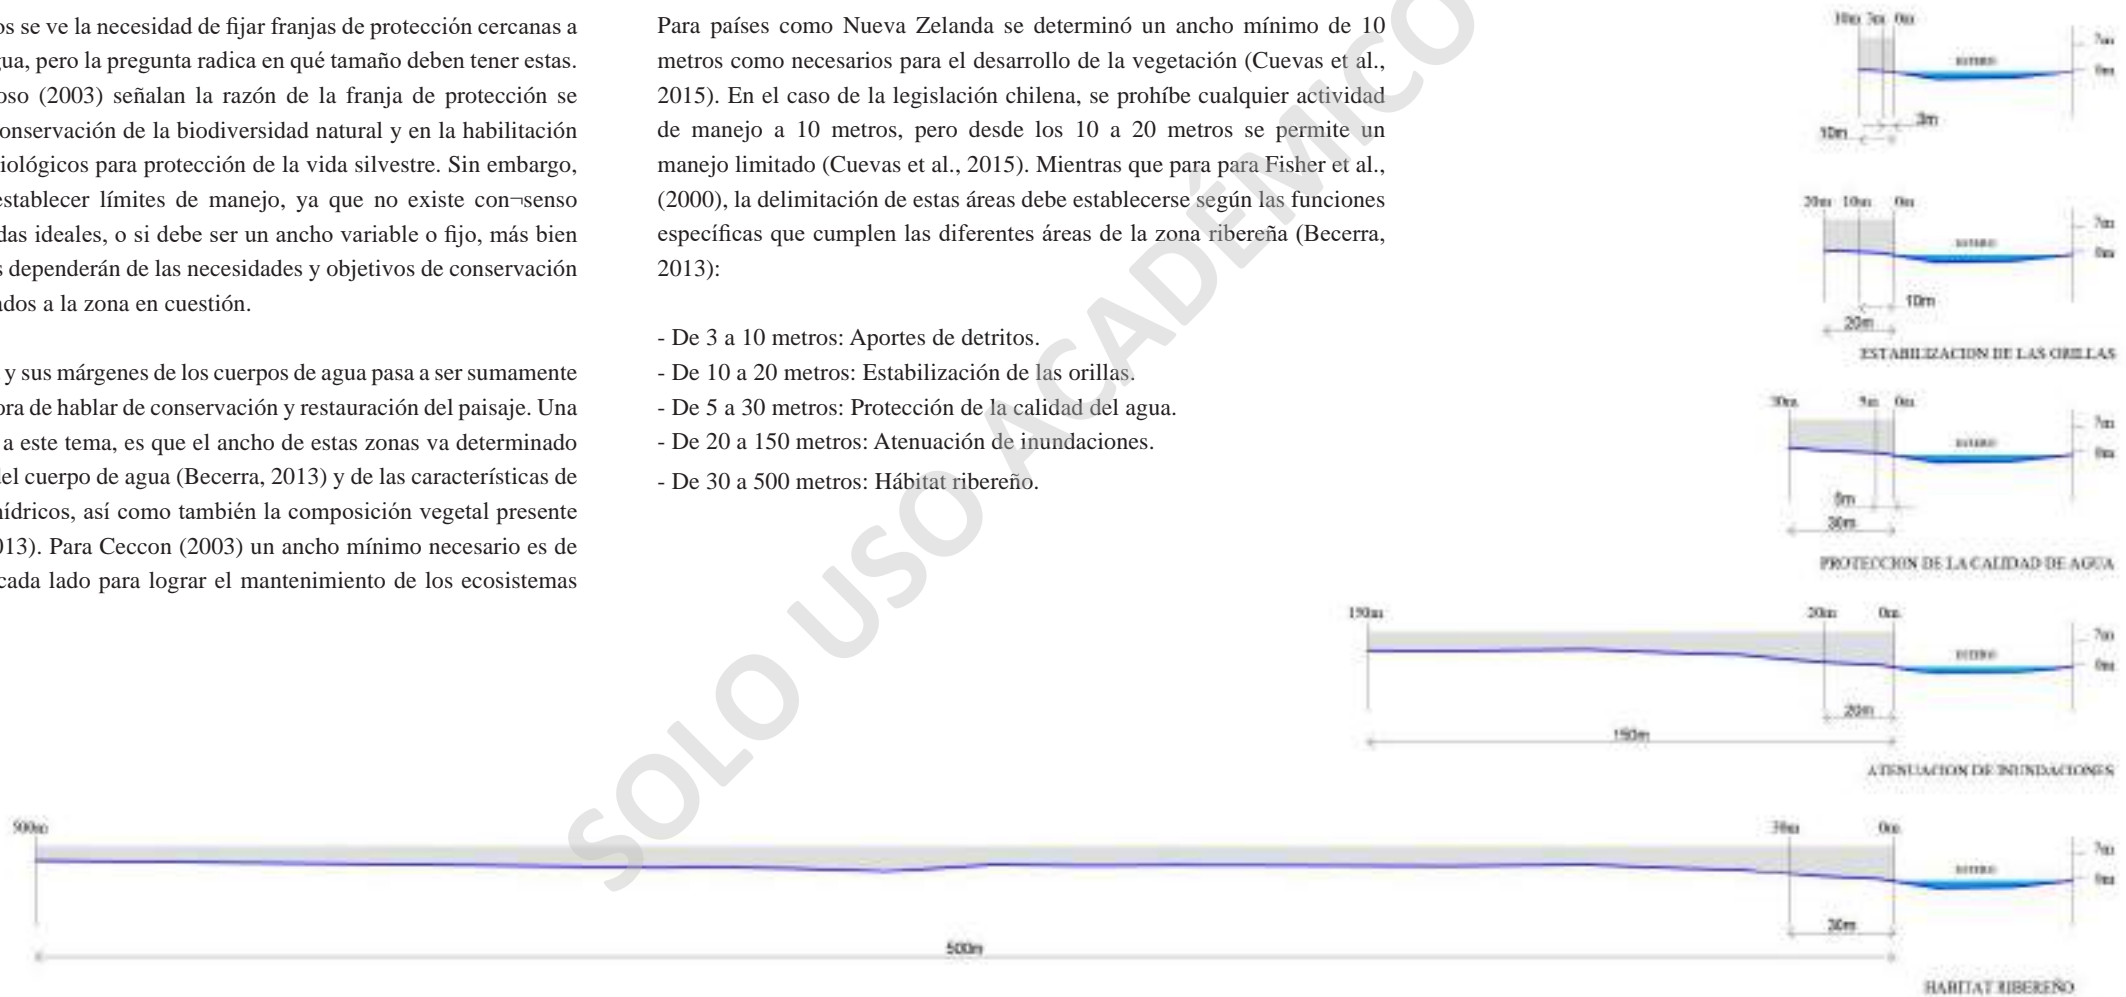 os se ve la necesidad de fijar franjas de protección cercanas a
gua, pero la pregunta radica en qué tamaño deben tener estas.
oso (2003) señalan la razón de la franja de protección se
onservación de la biodiversidad natural y en la habilitación
iológicos para protección de la vida silvestre. Sin embargo,
establecer límites de manejo, ya que no existe con¬senso
das ideales, o si debe ser un ancho variable o fijo, más bien
s dependerán de las necesidades y objetivos de conservación
ados a la zona en cuestión.
y sus márgenes de los cuerpos de agua pasa a ser sumamente
ora de hablar de conservación y restauración del paisaje. Una
a este tema, es que el ancho de estas zonas va determinado
del cuerpo de agua (Becerra, 2013) y de las características de
hídricos, así como también la composición vegetal presente
013). Para Ceccon (2003) un ancho mínimo necesario es de
cada lado para lograr el mantenimiento de los ecosistemas
Para países como Nueva Zelanda se determinó un ancho mínimo de 10
metros como necesarios para el desarrollo de la vegetación (Cuevas et al.,
2015). En el caso de la legislación chilena, se prohíbe cualquier actividad
de manejo a 10 metros, pero desde los 10 a 20 metros se permite un
manejo limitado (Cuevas et al., 2015). Mientras que para para Fisher et al.,
(2000), la delimitación de estas áreas debe establecerse según las funciones
específicas que cumplen las diferentes áreas de la zona ribereña (Becerra,
2013):
- De 3 a 10 metros: Aportes de detritos.
- De 10 a 20 metros: Estabilización de las orillas.
- De 5 a 30 metros: Protección de la calidad del agua.
- De 20 a 150 metros: Atenuación de inundaciones.
- De 30 a 500 metros: Hábitat ribereño.
SOLO USO ACADÉMICO
10m 3m 0m
7m
ESTERO
0m
3m
10m
20m 10m 0m
7m
ESTERO
0m
10m
20m
ESTABILIZACION DE LAS ORILLAS
30m 5m 0m
7m
ESTERO
0m
5m
30m
PROTECCION DE LA CALIDAD DE AGUA
150m 20m 0m
7m
ESTERO
0m
20m
150m
ATENUACION DE INUNDACIONES
500m 30m 0m
7m
ESTERO
0m
30m
500m
HABITAT RIBEREÑO